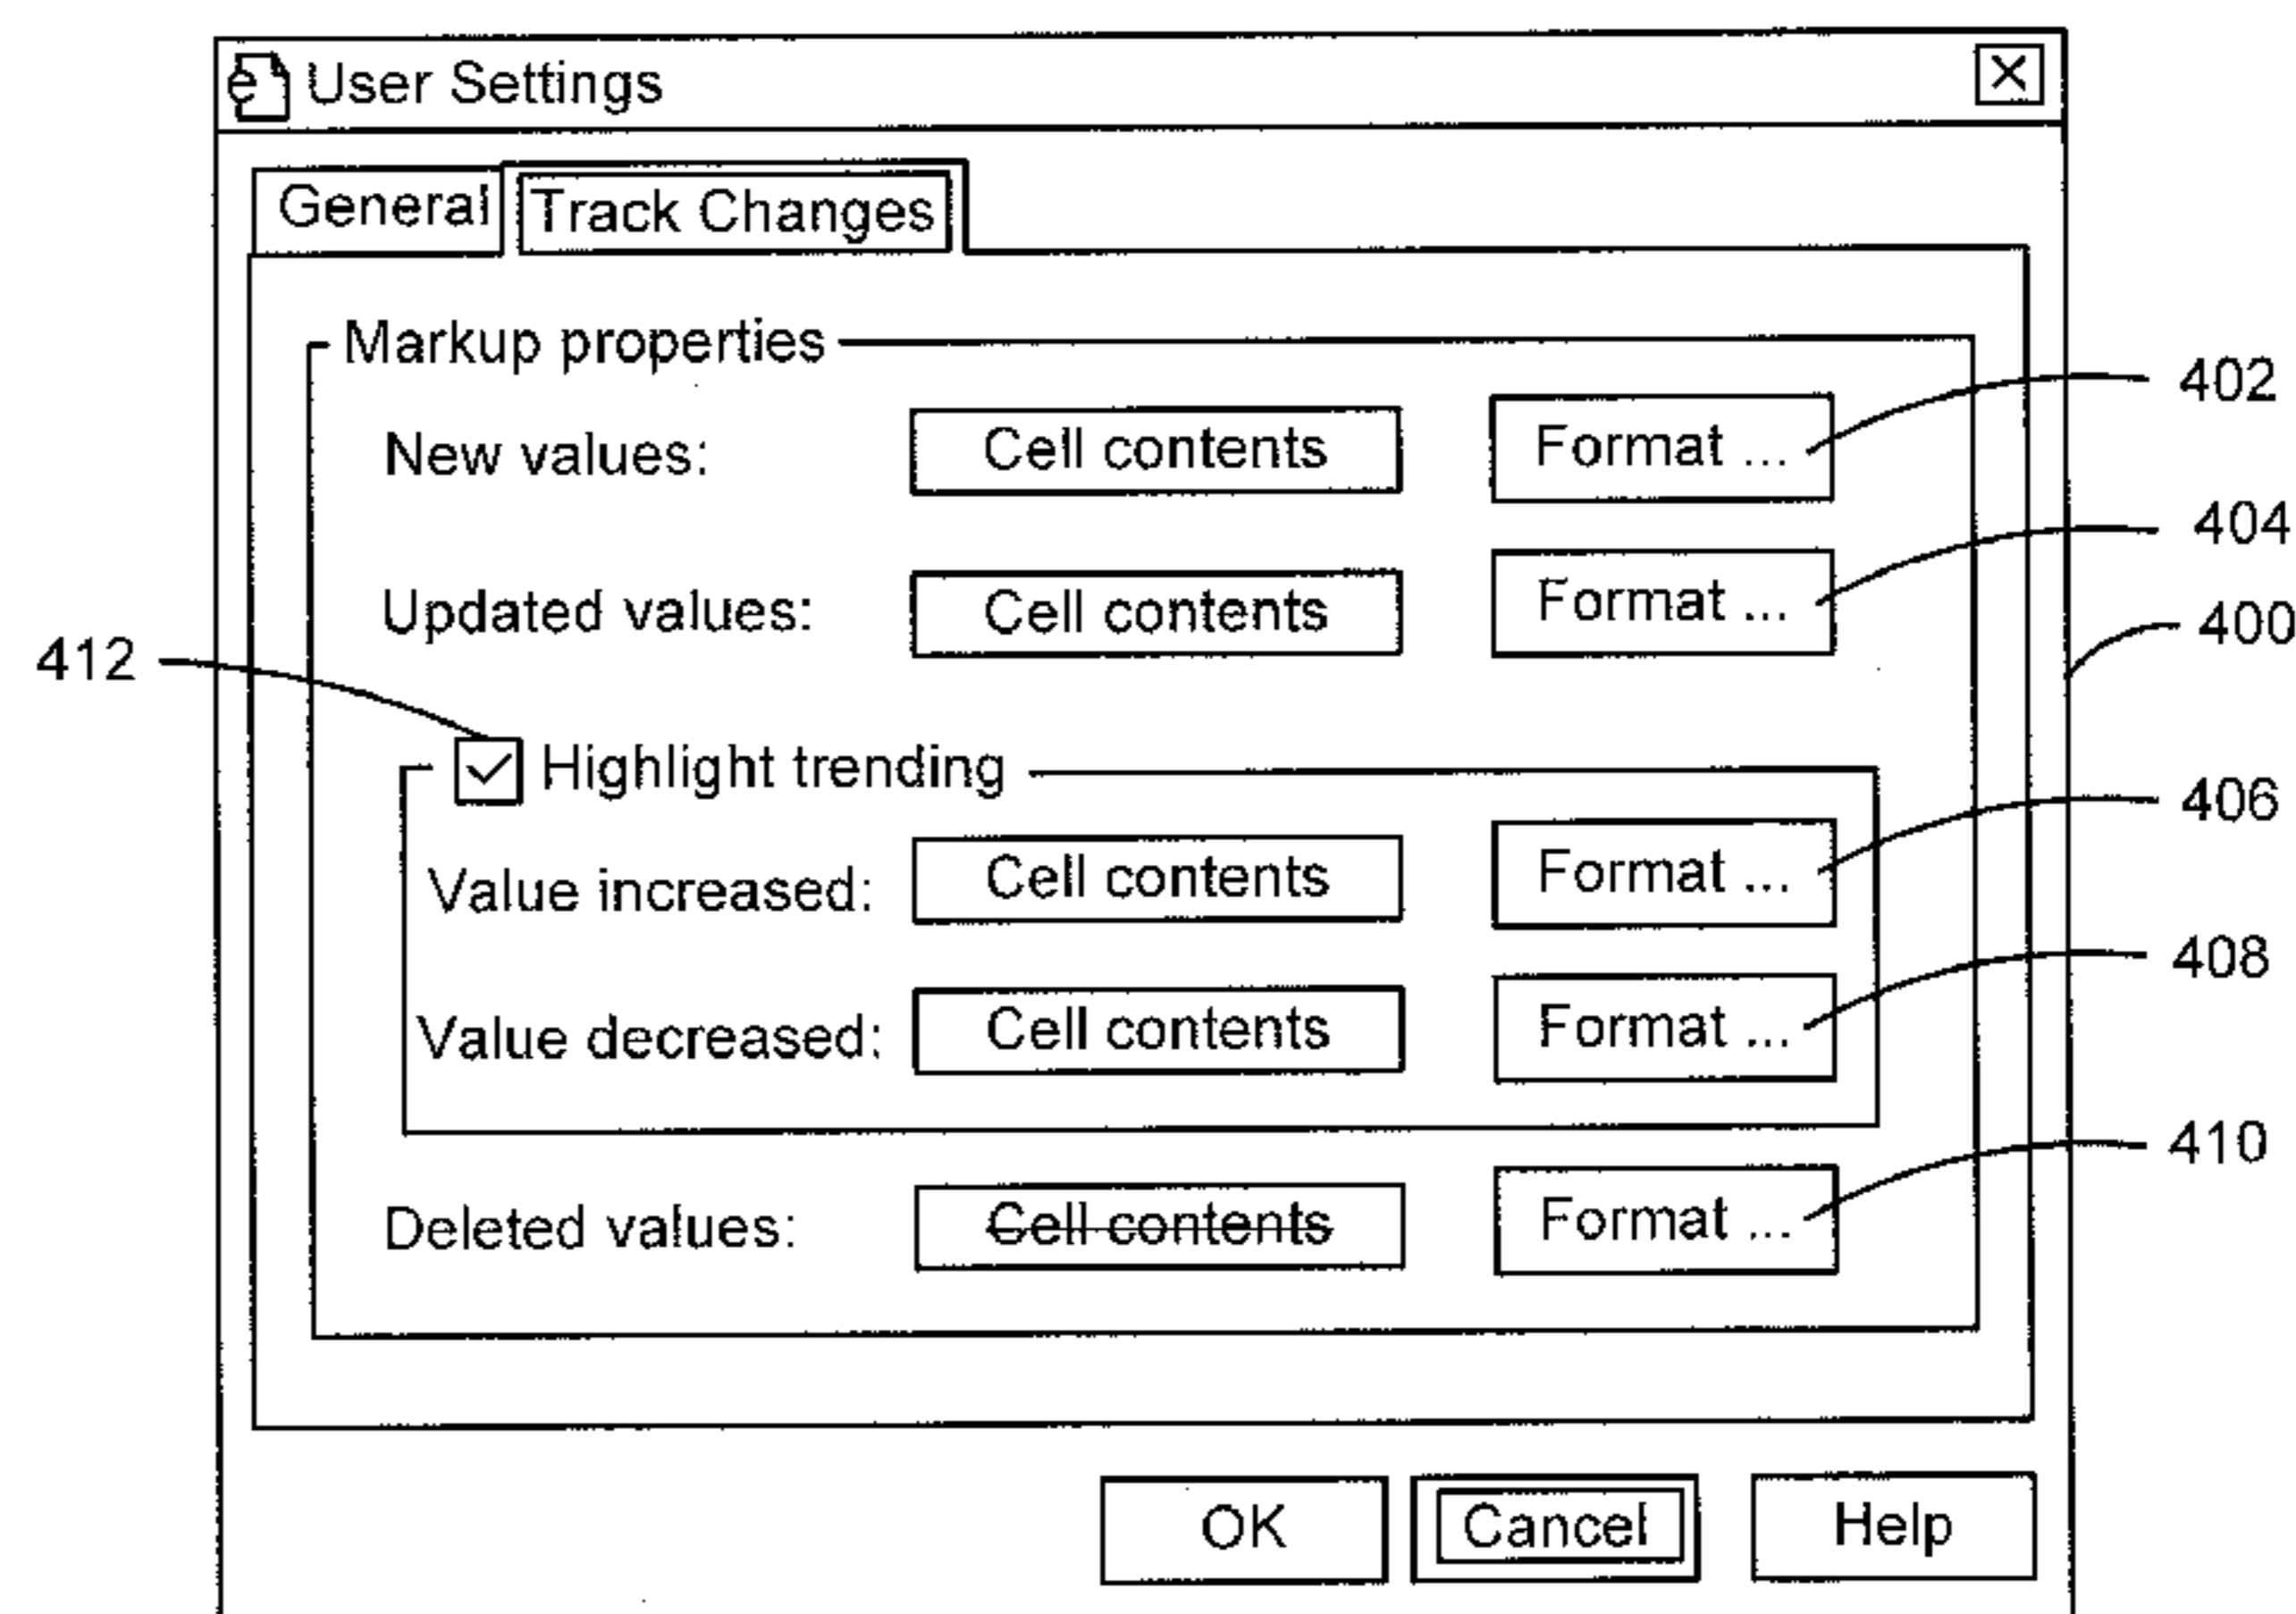 e User Settings X
General Track Changes
Markup properties
New values: Cell contents Format ... 402
Updated values: Cell contents Format ... 404
400
412
Highlight trending
Value increased: Cell contents Format ... 406
Value decreased: Cell contents Format ... 408
Deleted values: Cell contents Format ... 410
OK Cancel Help